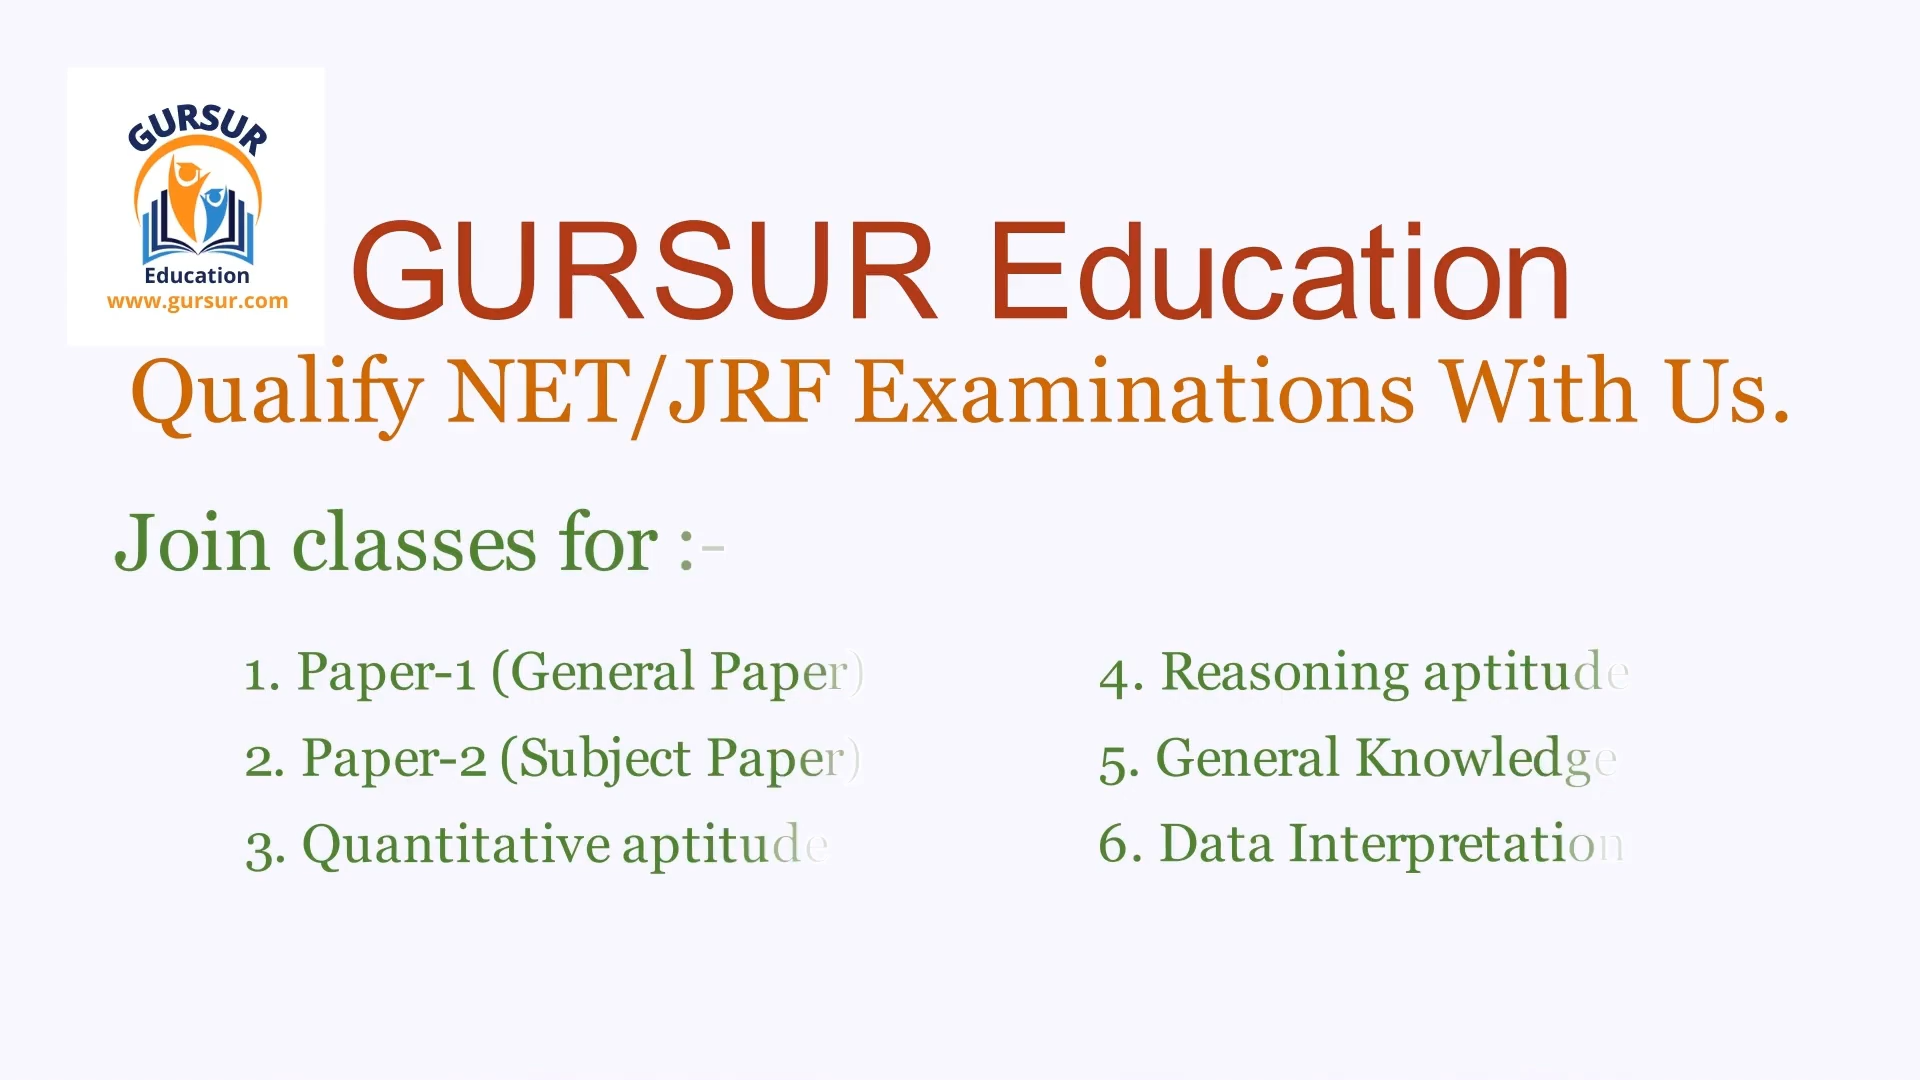 GURSUR
Education
www.gursur.com
GURSUR Education
Qualify NET/JRF Examinations With Us.
Join classes for :-
1. Paper-1 (General Paper)
2. Paper-2 (Subject Paper)
3. Quantitative aptitude
4. Reasoning aptitude
5. General Knowledge
6. Data Interpretation